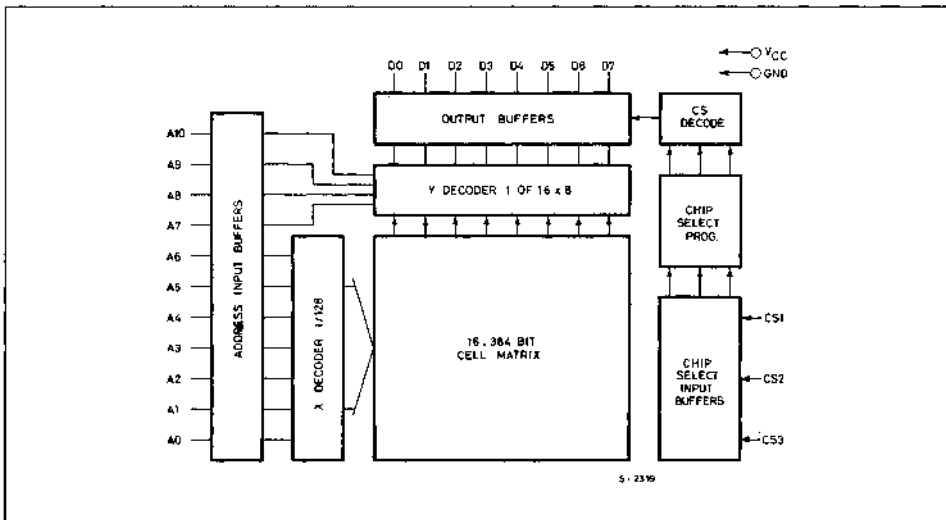 VCC
GND
D0 D1 D2 D3 D4 D5 D6 D7
OUTPUT BUFFERS
CS
DECODE
Y DECODER 1 OF 16 x 8
CHIP
SELECT
PROG.
A10
A9
A8
A7
A6
A5
A4
A3
A2
A1
A0
ADDRESS INPUT BUFFERS
X DECODER 1/128
16.384 BIT
CELL MATRIX
CHIP
SELECT
INPUT
BUFFERS
CS1
CS2
CS3
S-2319